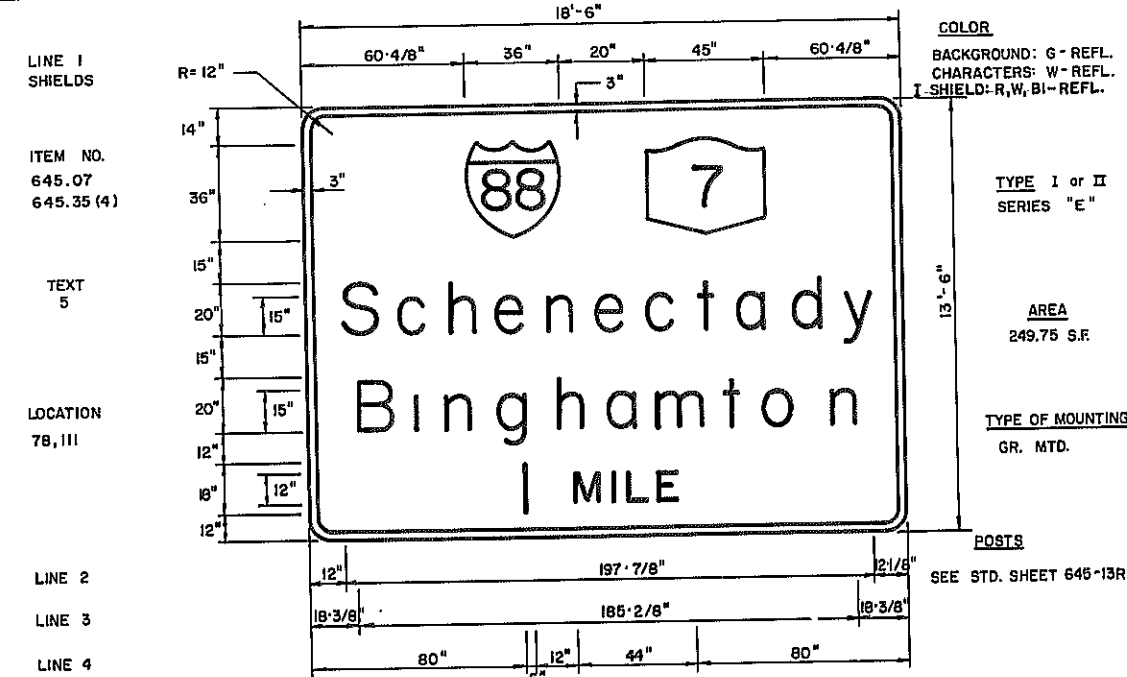 18'-6"
COLOR
LINE 1
SHIELDS
R=12"
60·4/8" 36" 20" 45" 60·4/8"
BACKGROUND: G-REFL.
CHARACTERS: W-REFL.
I-SHIELD:-R,W,BI-REFL.
3"
14"
ITEM NO.
645.07
645.35 (4)
36"
3"
88
7
TYPE I or II
SERIES "E"
15"
TEXT
5
20"
15"
Schenectady
13'-6"
AREA
249.75 S.F.
15"
20"
15"
Binghamton
LOCATION
78,111
TYPE OF MOUNTING
GR. MTD.
12"
18"
12"
1 MILE
12"
POSTS
SEE STD. SHEET 645-13R
LINE 2
12" 197·7/8" 12·1/8"
LINE 3
18·3/8" 185·2/8" 18·3/8"
LINE 4
80" 12" 44" 80"